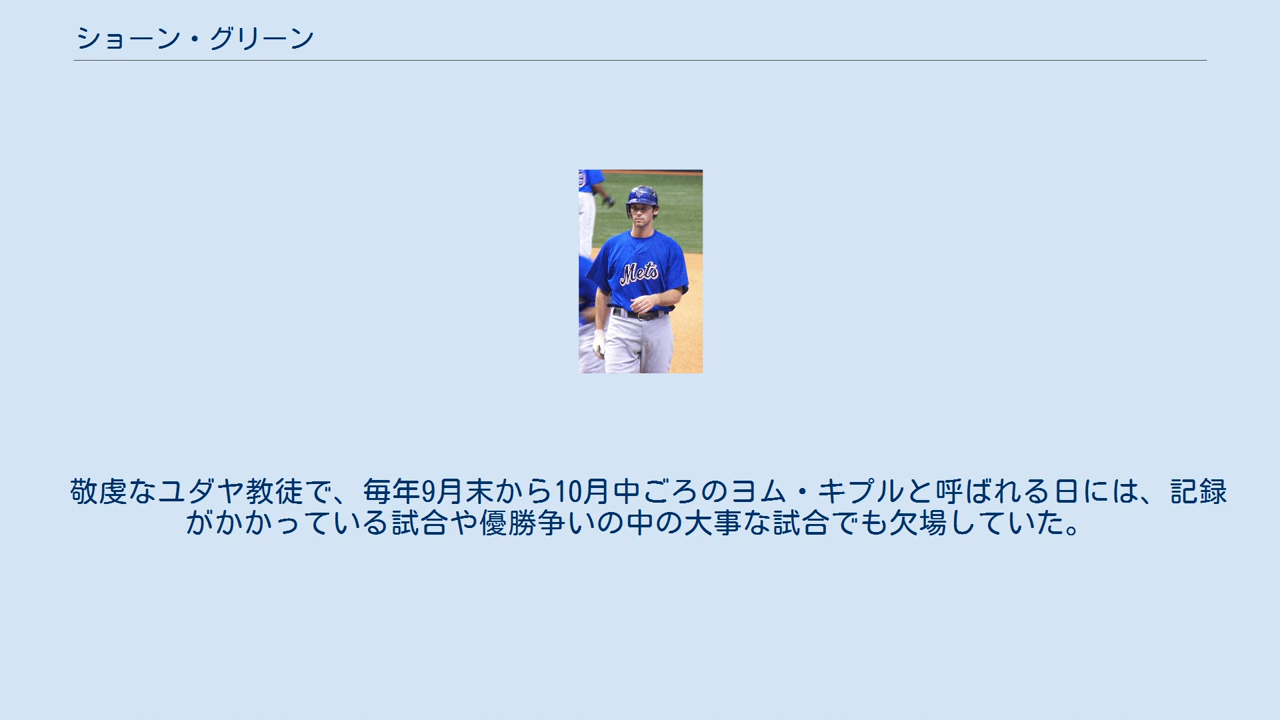 ショーン・グリーン
Mets
敬虔なユダヤ教徒で、毎年9月末から10月中ごろのヨム・キプルと呼ばれる日には、記録
がかかっている試合や優勝争いの中の大事な試合でも欠場していた。